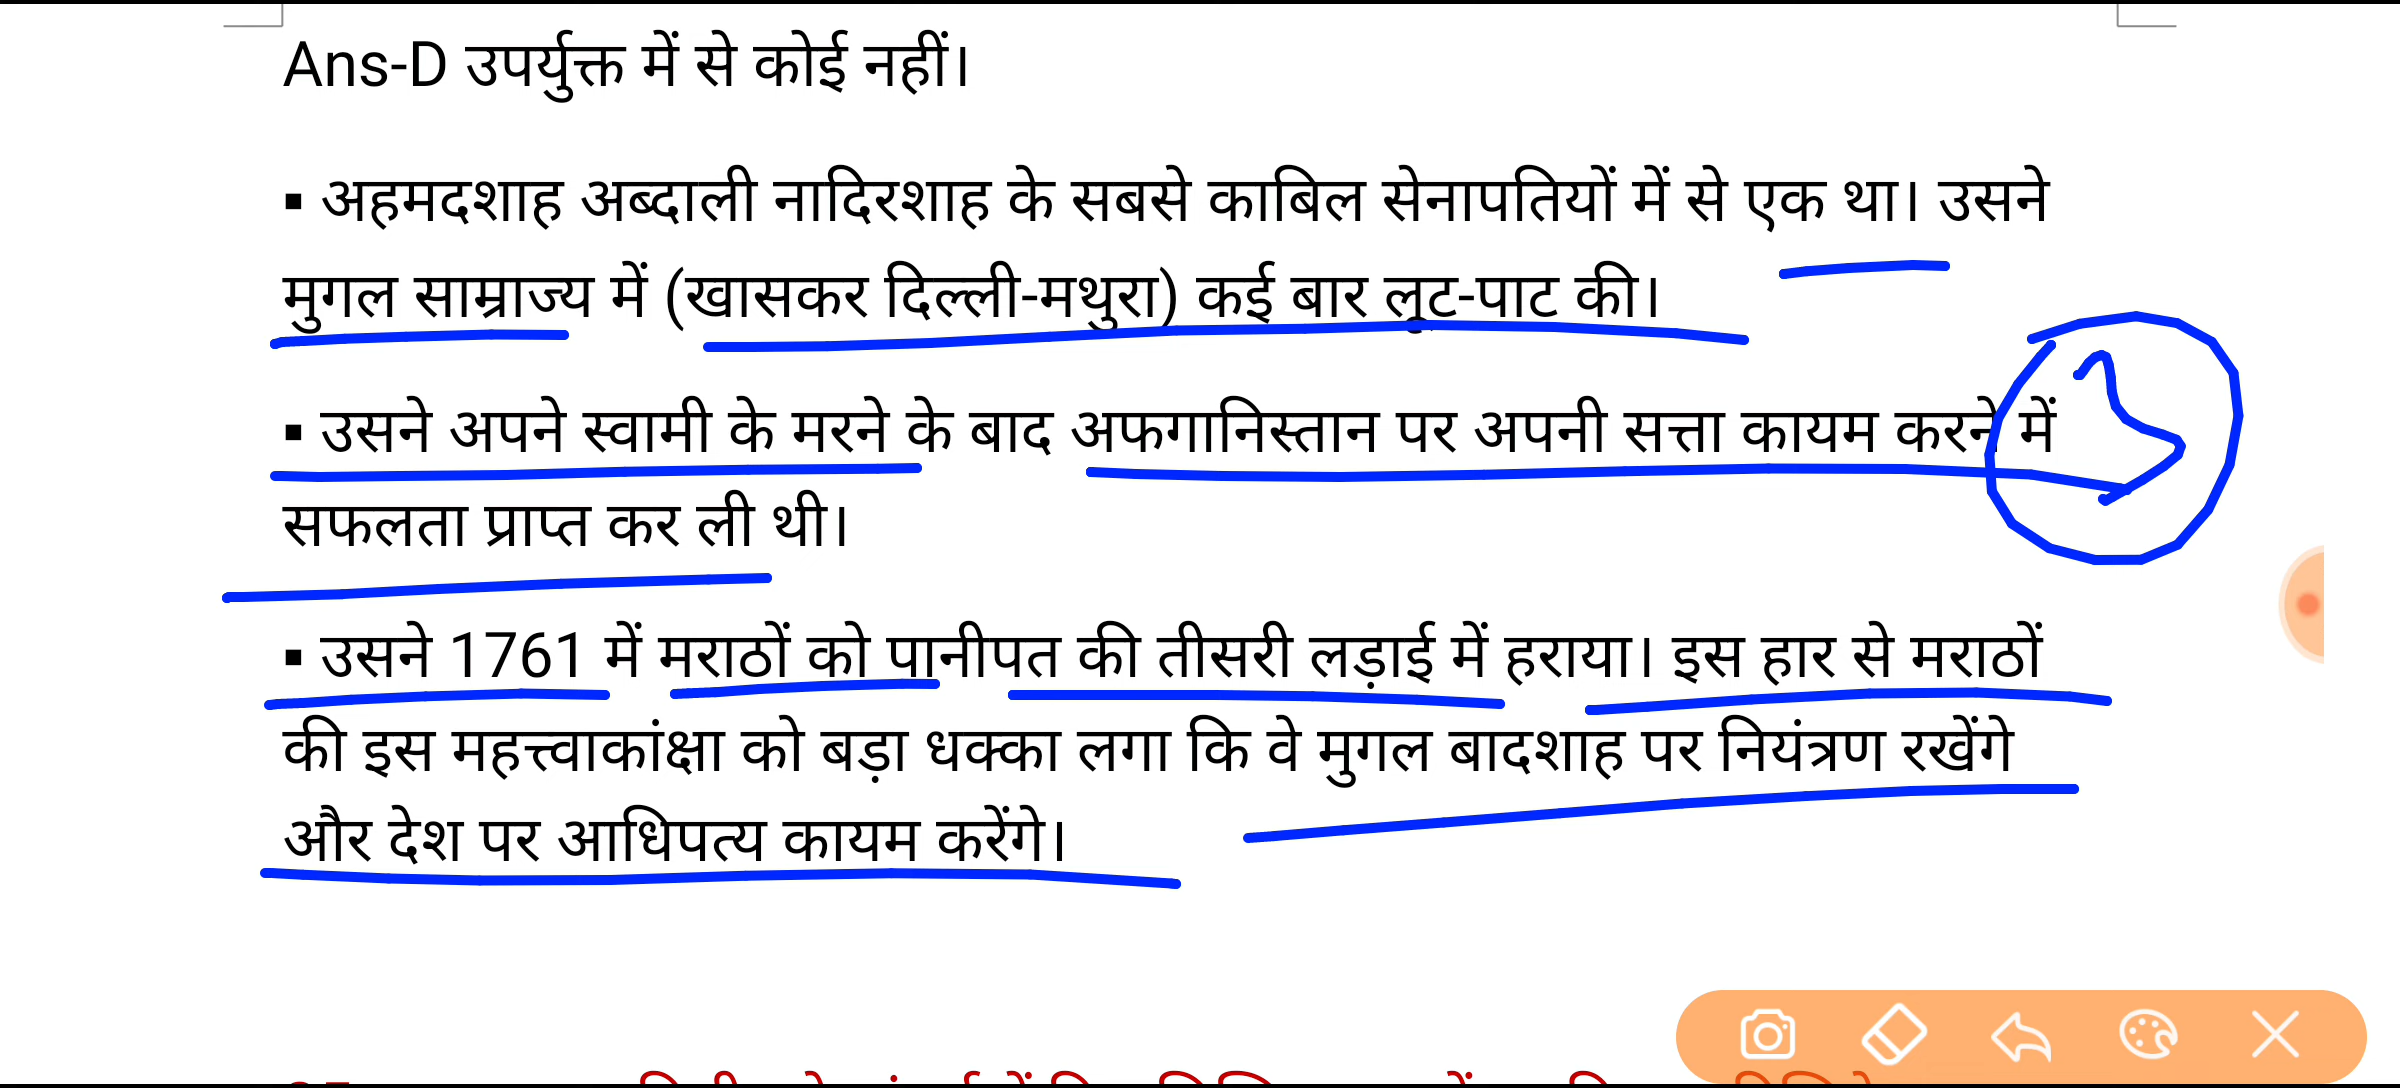 Ans-D उपर्युक्त में से कोई नहीं।
▪ अहमदशाह अब्दाली नादिरशाह के सबसे काबिल सेनापतियों में से एक था। उसने
मुगल साम्राज्य में (खासकर दिल्ली-मथुरा) कई बार लूट-पाट की।
▪ उसने अपने स्वामी के मरने के बाद अफगानिस्तान पर अपनी सत्ता कायम करने में
सफलता प्राप्त कर ली थी।
▪ उसने 1761 में मराठों को पानीपत की तीसरी लड़ाई में हराया। इस हार से मराठों
की इस महत्त्वाकांक्षा को बड़ा धक्का लगा कि वे मुगल बादशाह पर नियंत्रण रखेंगे
और देश पर आधिपत्य कायम करेंगे।